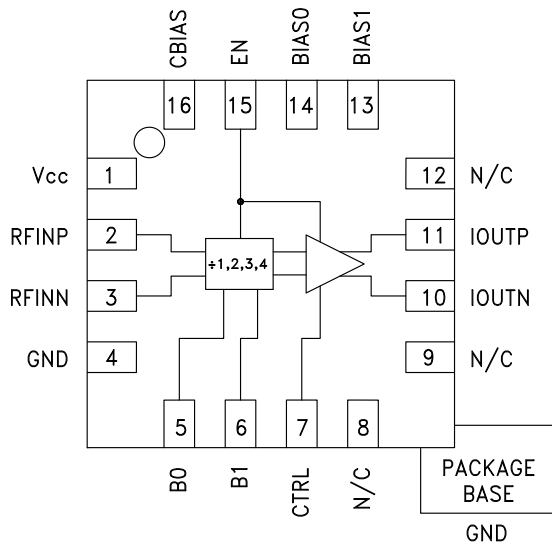 CBIAS
EN
BIAS0
BIAS1
16
15
14
13
Vcc
1
12
N/C
RFINP
2
11
IOUTP
÷1,2,3,4
RFINN
3
10
IOUTN
GND
4
9
N/C
5
6
7
8
B0
B1
CTRL
N/C
PACKAGE
BASE
GND